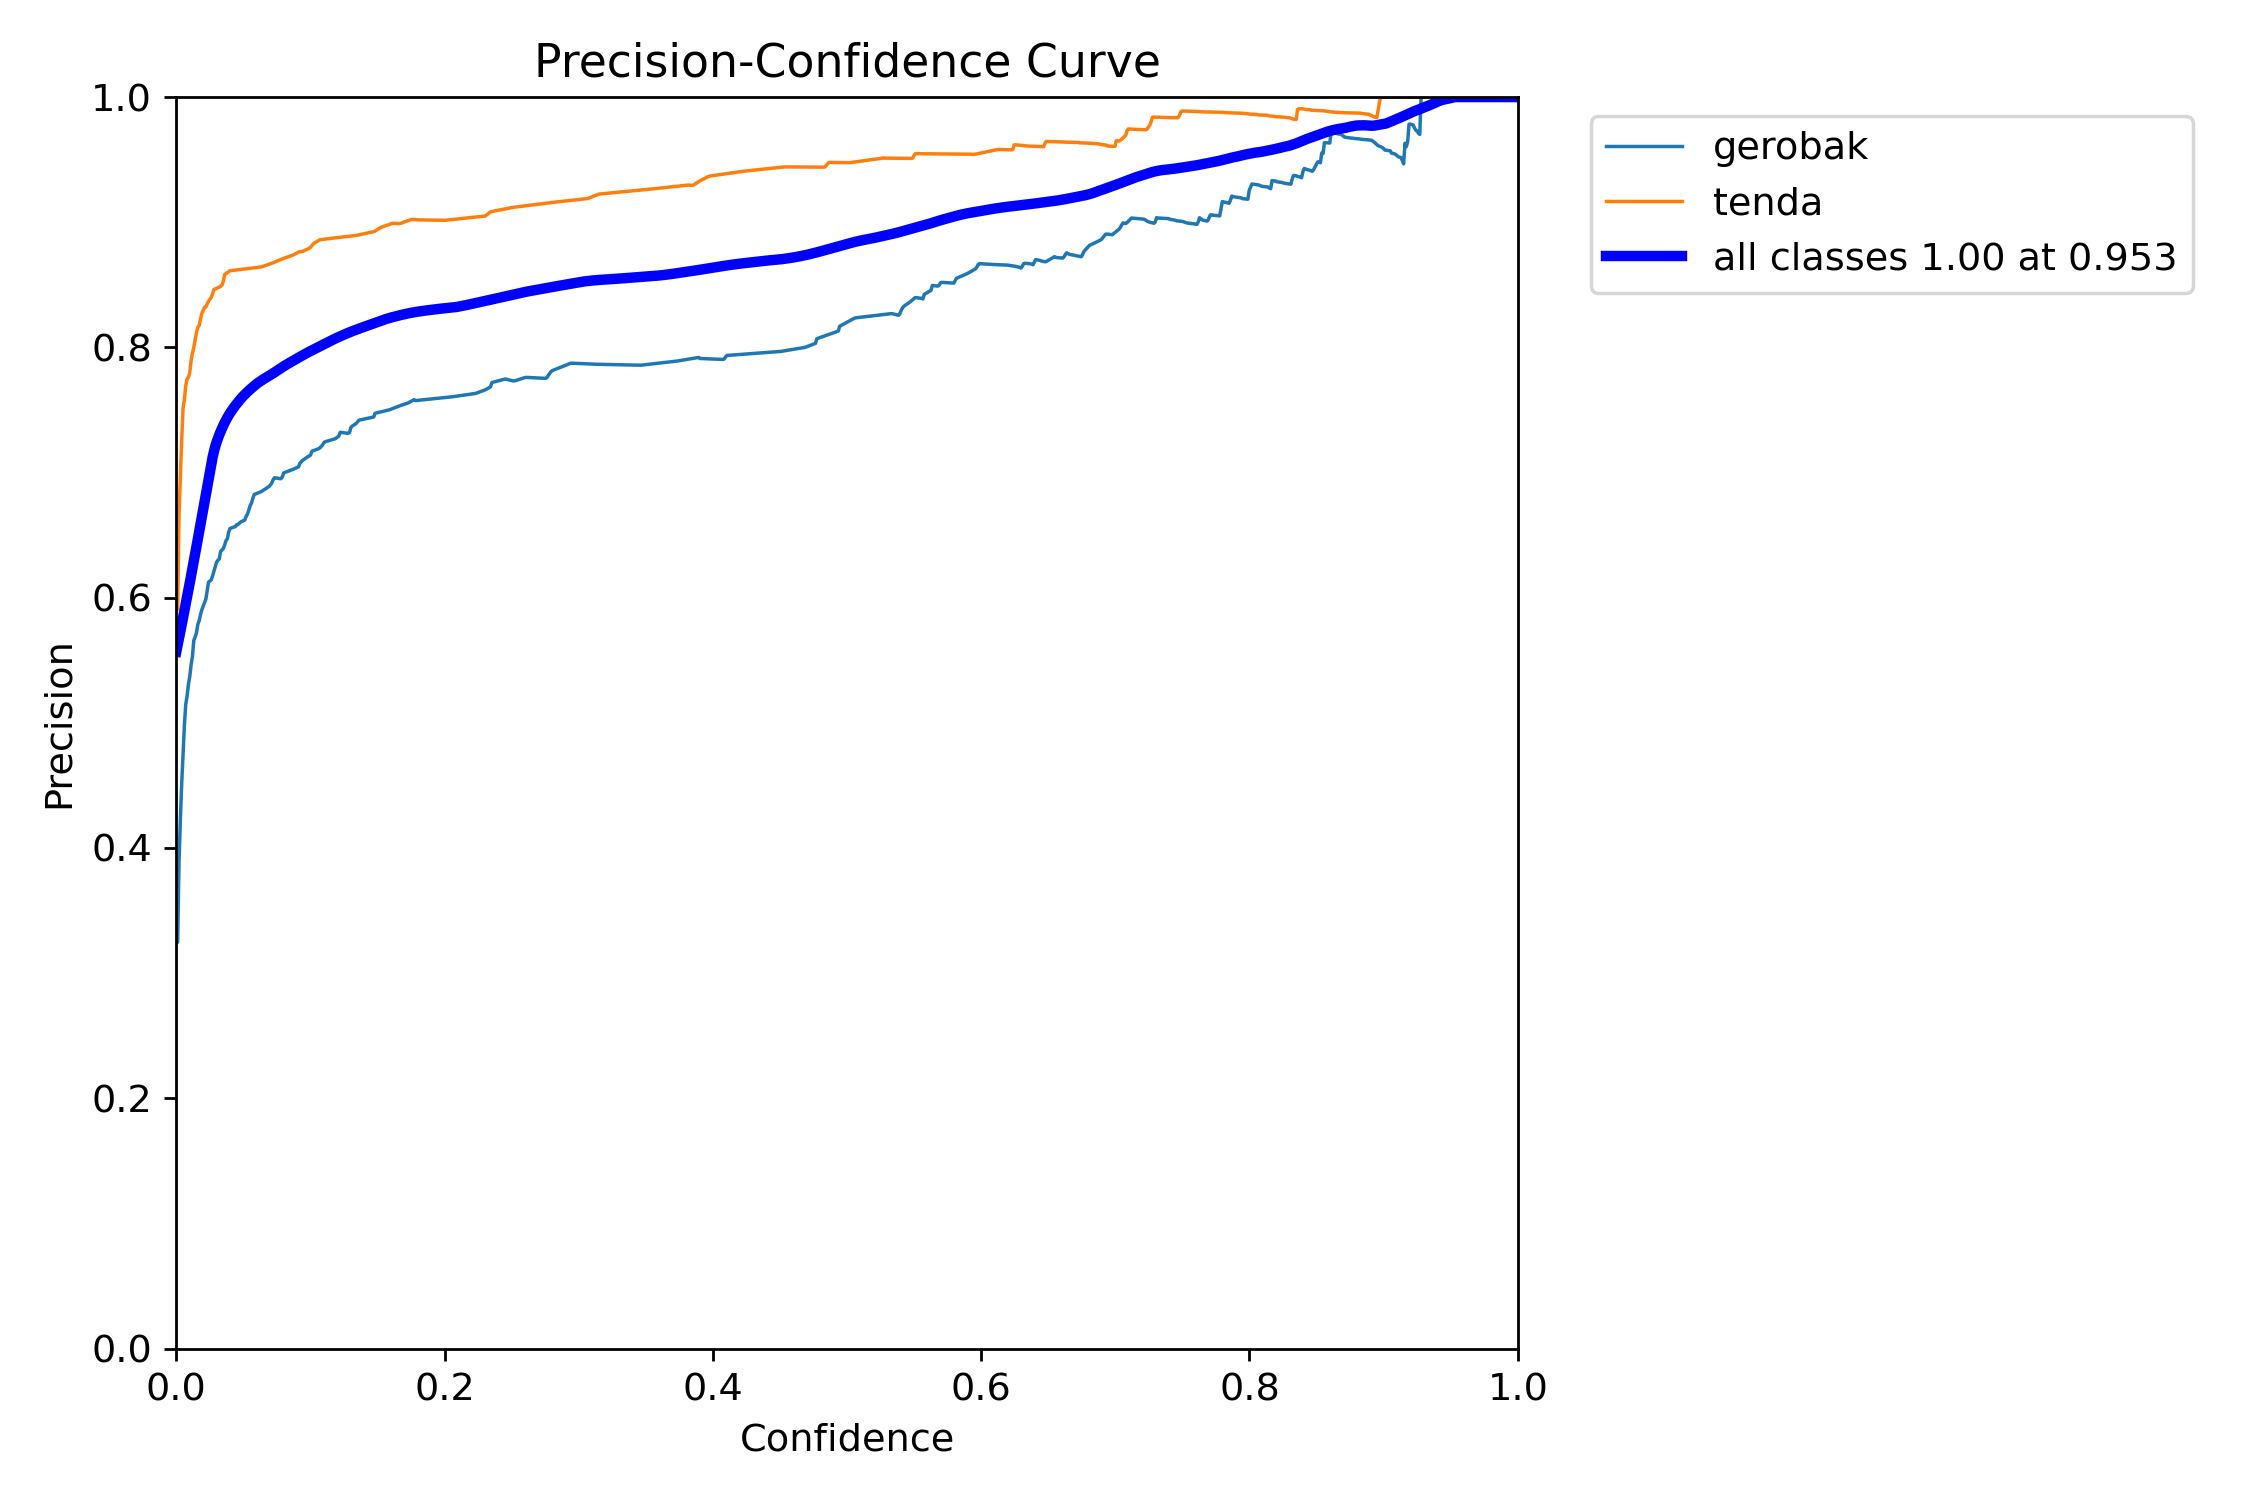 Precision-Confidence Curve
1.0
0.8
0.6
0.4
0.2
0.0
Precision
0.0 0.2 0.4 0.6 0.8 1.0
Confidence
gerobak
tenda
all classes 1.00 at 0.953